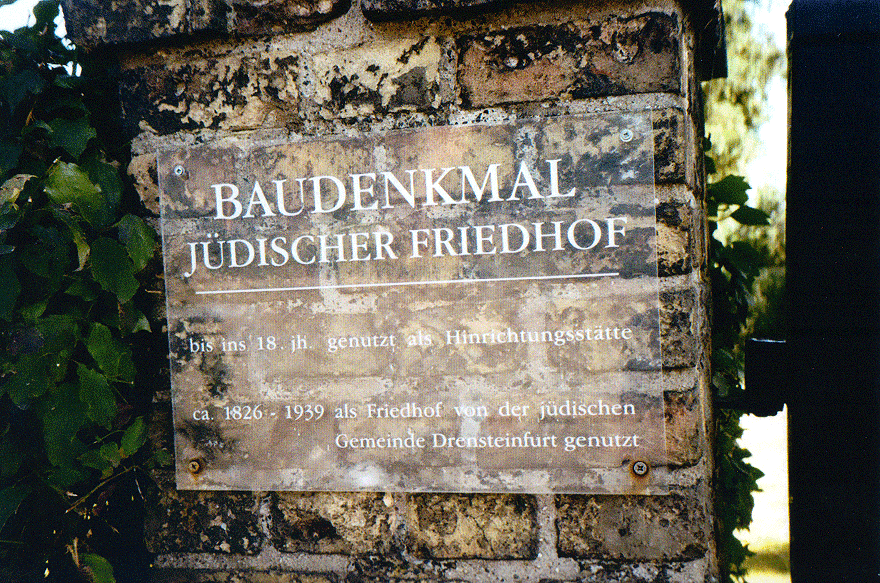 BAUDENKMAL
JÜDISCHER FRIEDHOF
bis ins 18. jh. genutzt als Hinrichtungsstätte
ca. 1826 - 1939 als Friedhof von der jüdischen
Gemeinde Drensteinfurt genutzt